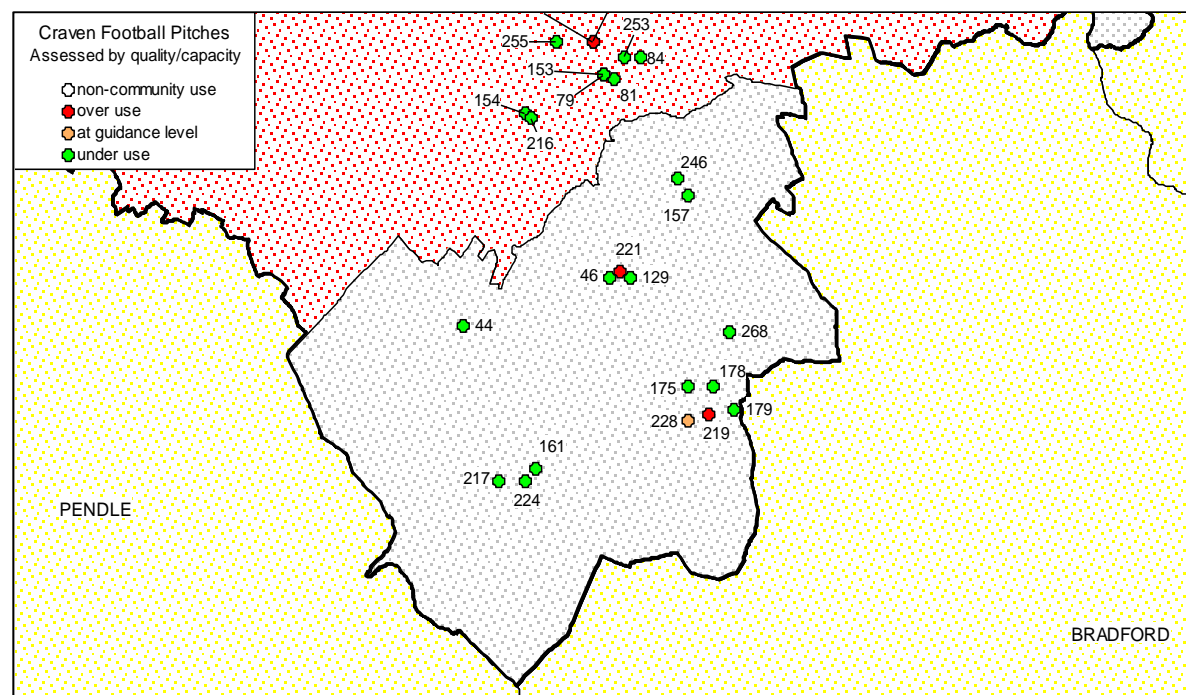 Craven Football Pitches
Assessed by quality/capacity
non-community use
over use
at guidance level
under use
253
255
84
153
79
81
154
216
246
157
221
46
129
44
268
178
175
179
228
219
161
217
224
PENDLE
BRADFORD